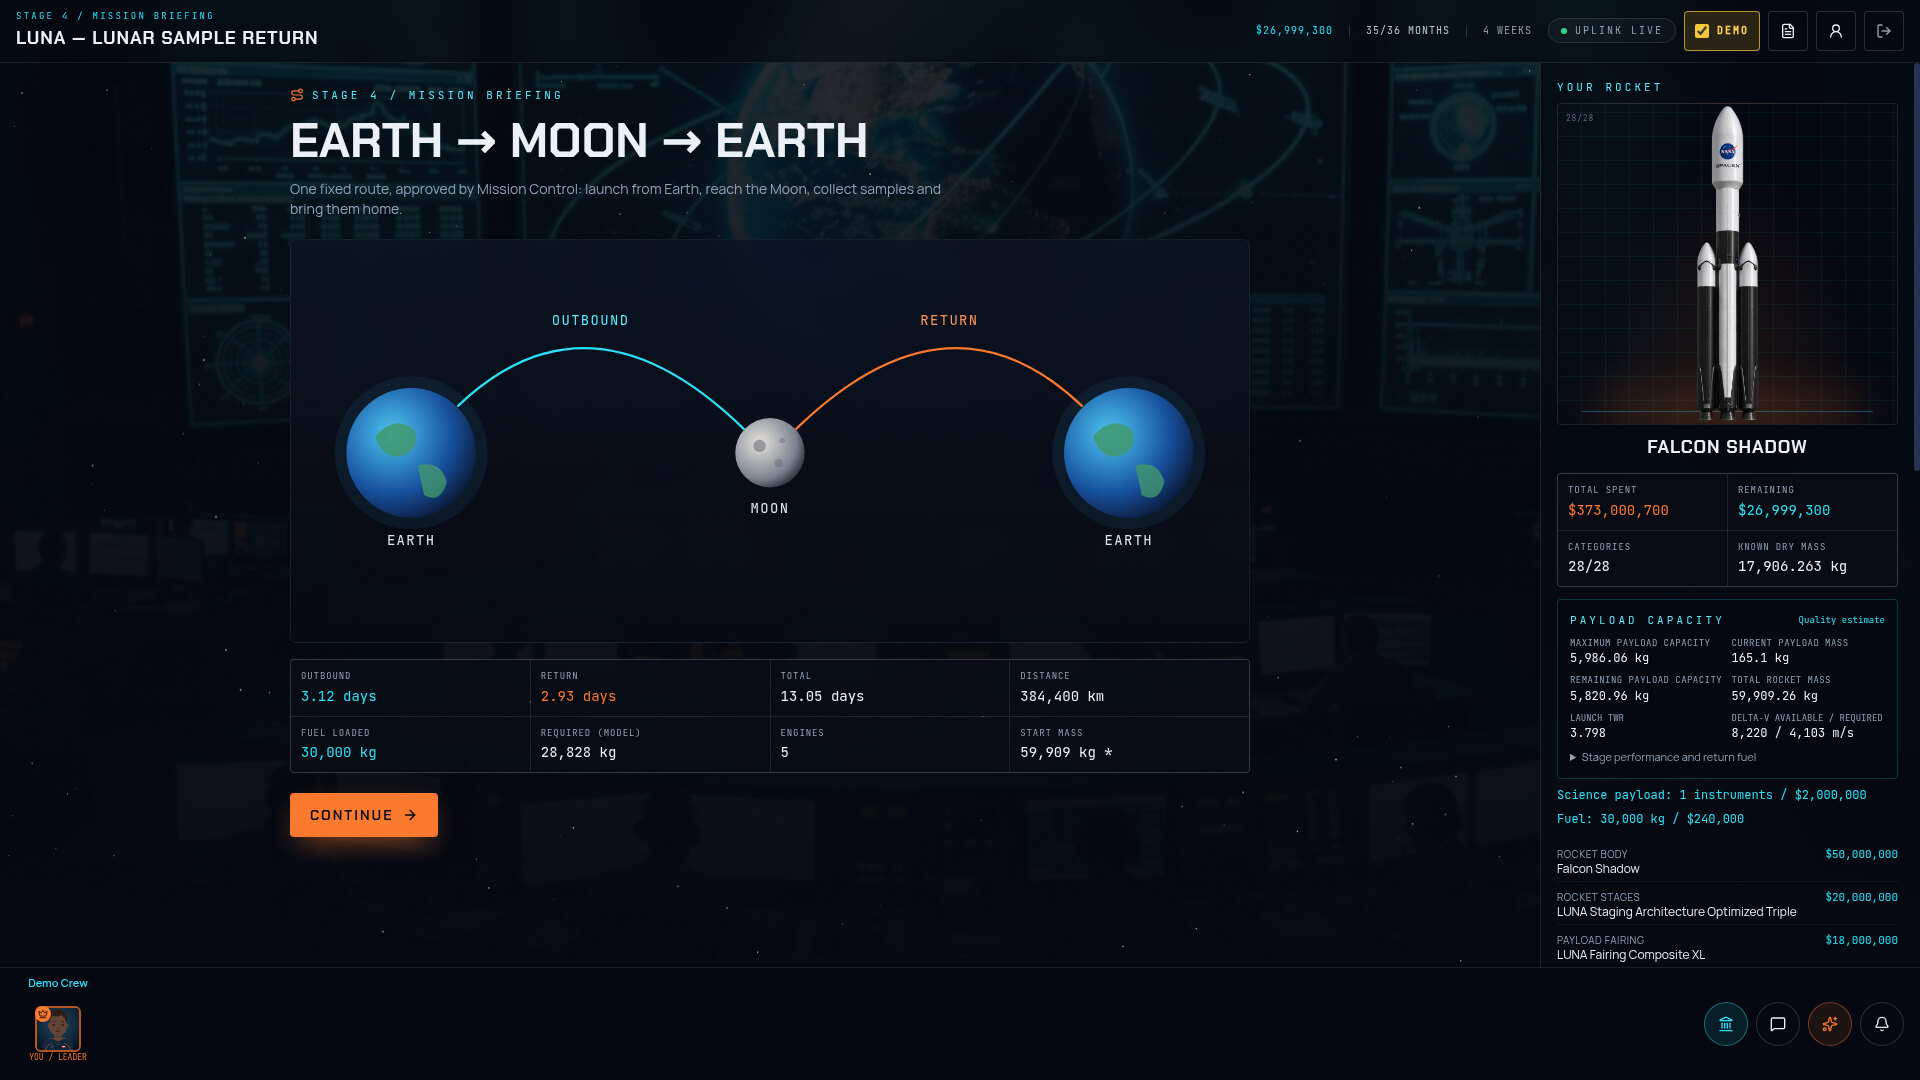 STAGE 4 / MISSION BRIEFING
LUNA — LUNAR SAMPLE RETURN
$26,999,300
35/36 MONTHS
4 WEEKS
UPLINK LIVE
DEMO
STAGE 4 / MISSION BRIEFING
EARTH → MOON → EARTH
One fixed route, approved by Mission Control: launch from Earth, reach the Moon, collect samples and
bring them home.
OUTBOUND
RETURN
MOON
EARTH
EARTH
OUTBOUND
3.12 days
RETURN
2.93 days
TOTAL
13.05 days
DISTANCE
384,400 km
FUEL LOADED
30,000 kg
REQUIRED (MODEL)
28,828 kg
ENGINES
5
START MASS
59,909 kg *
CONTINUE →
YOUR ROCKET
28/28
NASA
FALCON SHADOW
TOTAL SPENT
$373,000,700
REMAINING
$26,999,300
CATEGORIES
28/28
KNOWN DRY MASS
17,906.263 kg
PAYLOAD CAPACITY
Quality estimate
MAXIMUM PAYLOAD CAPACITY
5,986.06 kg
CURRENT PAYLOAD MASS
165.1 kg
REMAINING PAYLOAD CAPACITY
5,820.96 kg
TOTAL ROCKET MASS
59,909.26 kg
LAUNCH TWR
3.798
DELTA-V AVAILABLE / REQUIRED
8,220 / 4,103 m/s
Stage performance and return fuel
Science payload: 1 instruments / $2,000,000
Fuel: 30,000 kg / $240,000
ROCKET BODY
Falcon Shadow
$50,000,000
ROCKET STAGES
LUNA Staging Architecture Optimized Triple
$20,000,000
PAYLOAD FAIRING
LUNA Fairing Composite XL
$18,000,000
Demo Crew
YOU / LEADER